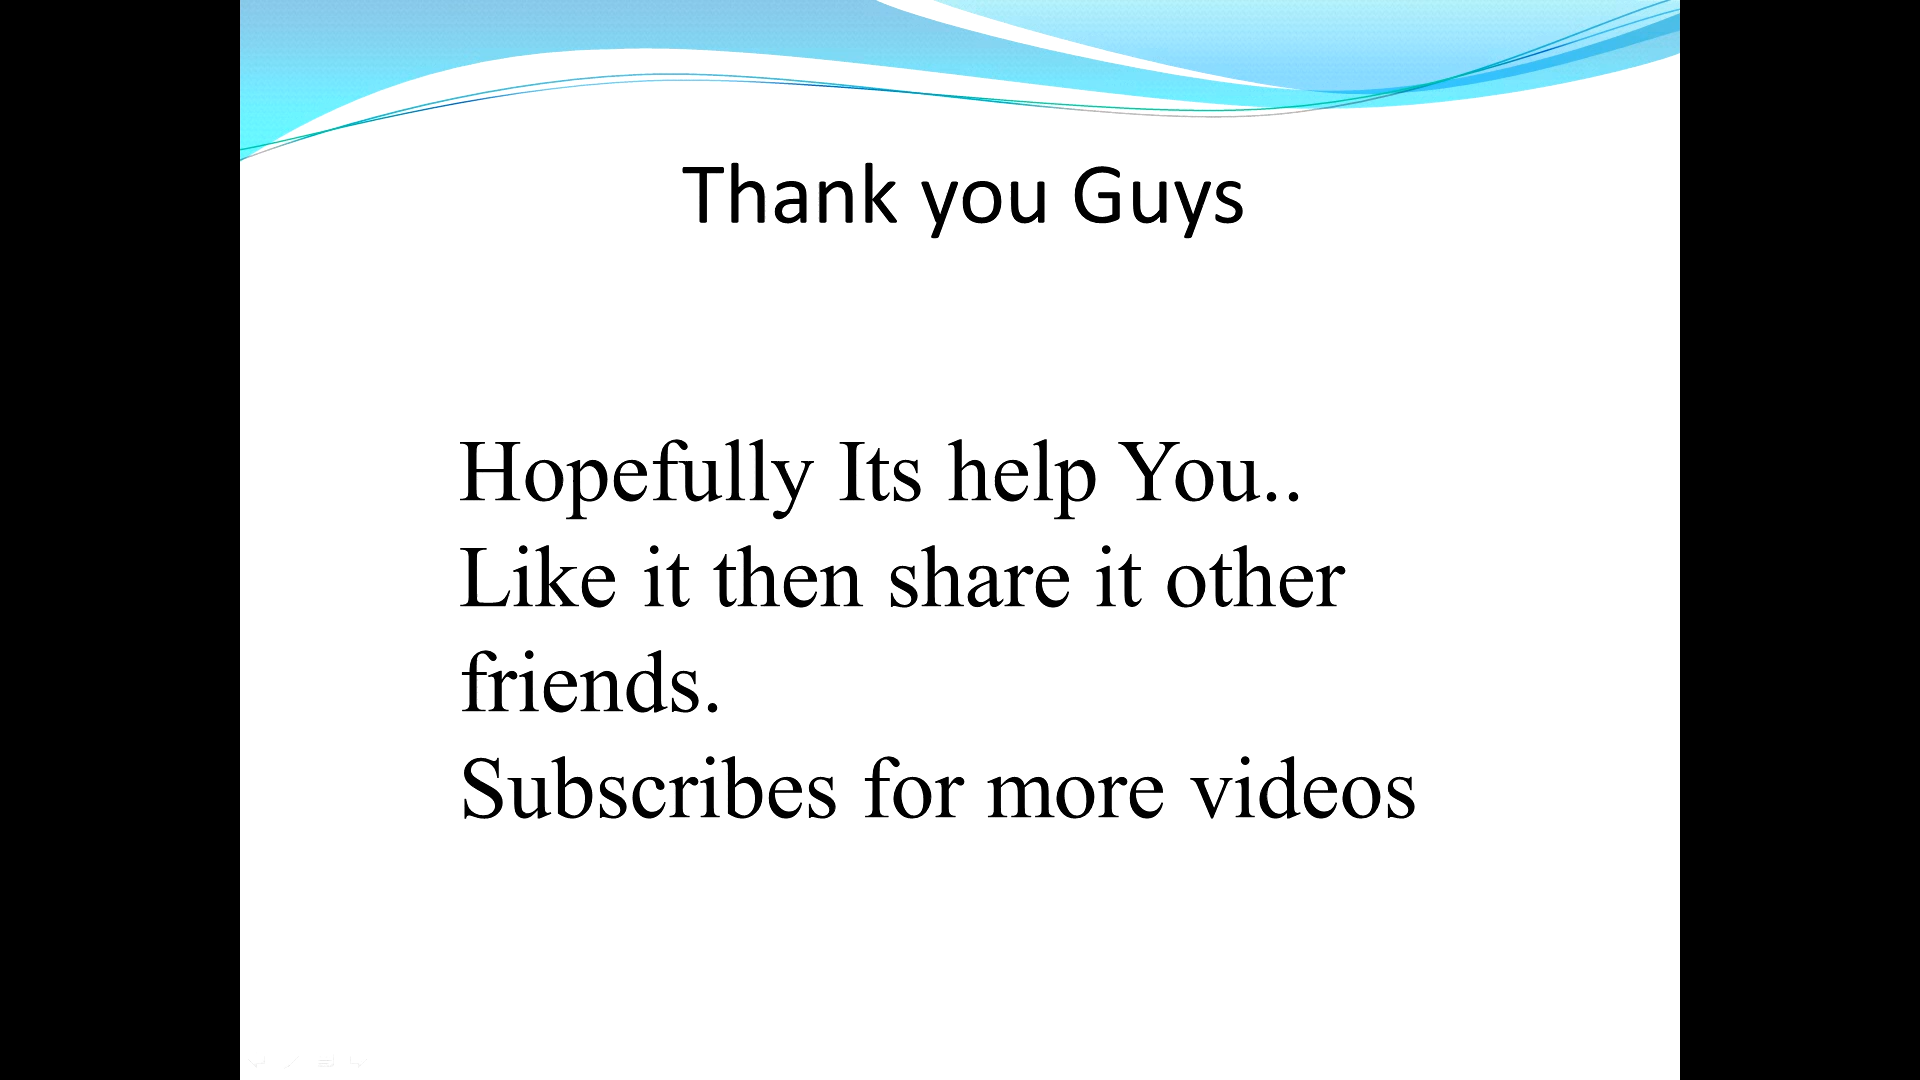 Thank you Guys
Hopefully Its help You..
Like it then share it other
friends.
Subscribes for more videos